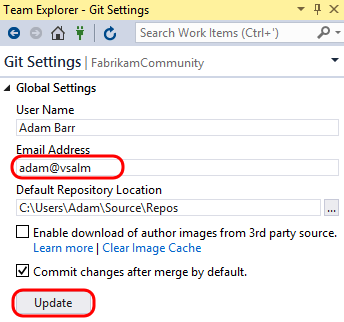 Team Explorer - Git Settings
Search Work Items (Ctrl+')
Git Settings | FabrikamCommunity
Global Settings
User Name
Adam Barr
Email Address
adam@vsalm
Default Repository Location
C:\Users\Adam\Source\Repos ...
Enable download of author images from 3rd party source.
Learn more | Clear Image Cache
Commit changes after merge by default.
Update